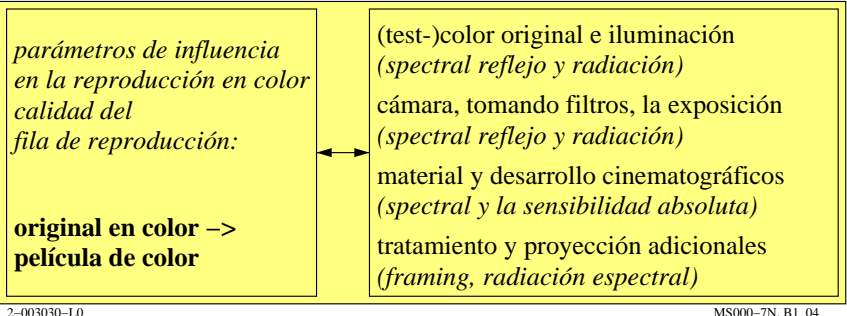 parámetros de influencia
en la reproducción en color
calidad del
fila de reproducción:
original en color −>
película de color
(test-)color original e iluminación
(spectral reflejo y radiación)
cámara, tomando filtros, la exposición
(spectral reflejo y radiación)
material y desarrollo cinematográficos
(spectral y la sensibilidad absoluta)
tratamiento y proyección adicionales
(framing, radiación espectral)
2−003030−L0
MS000−7N, B1_04